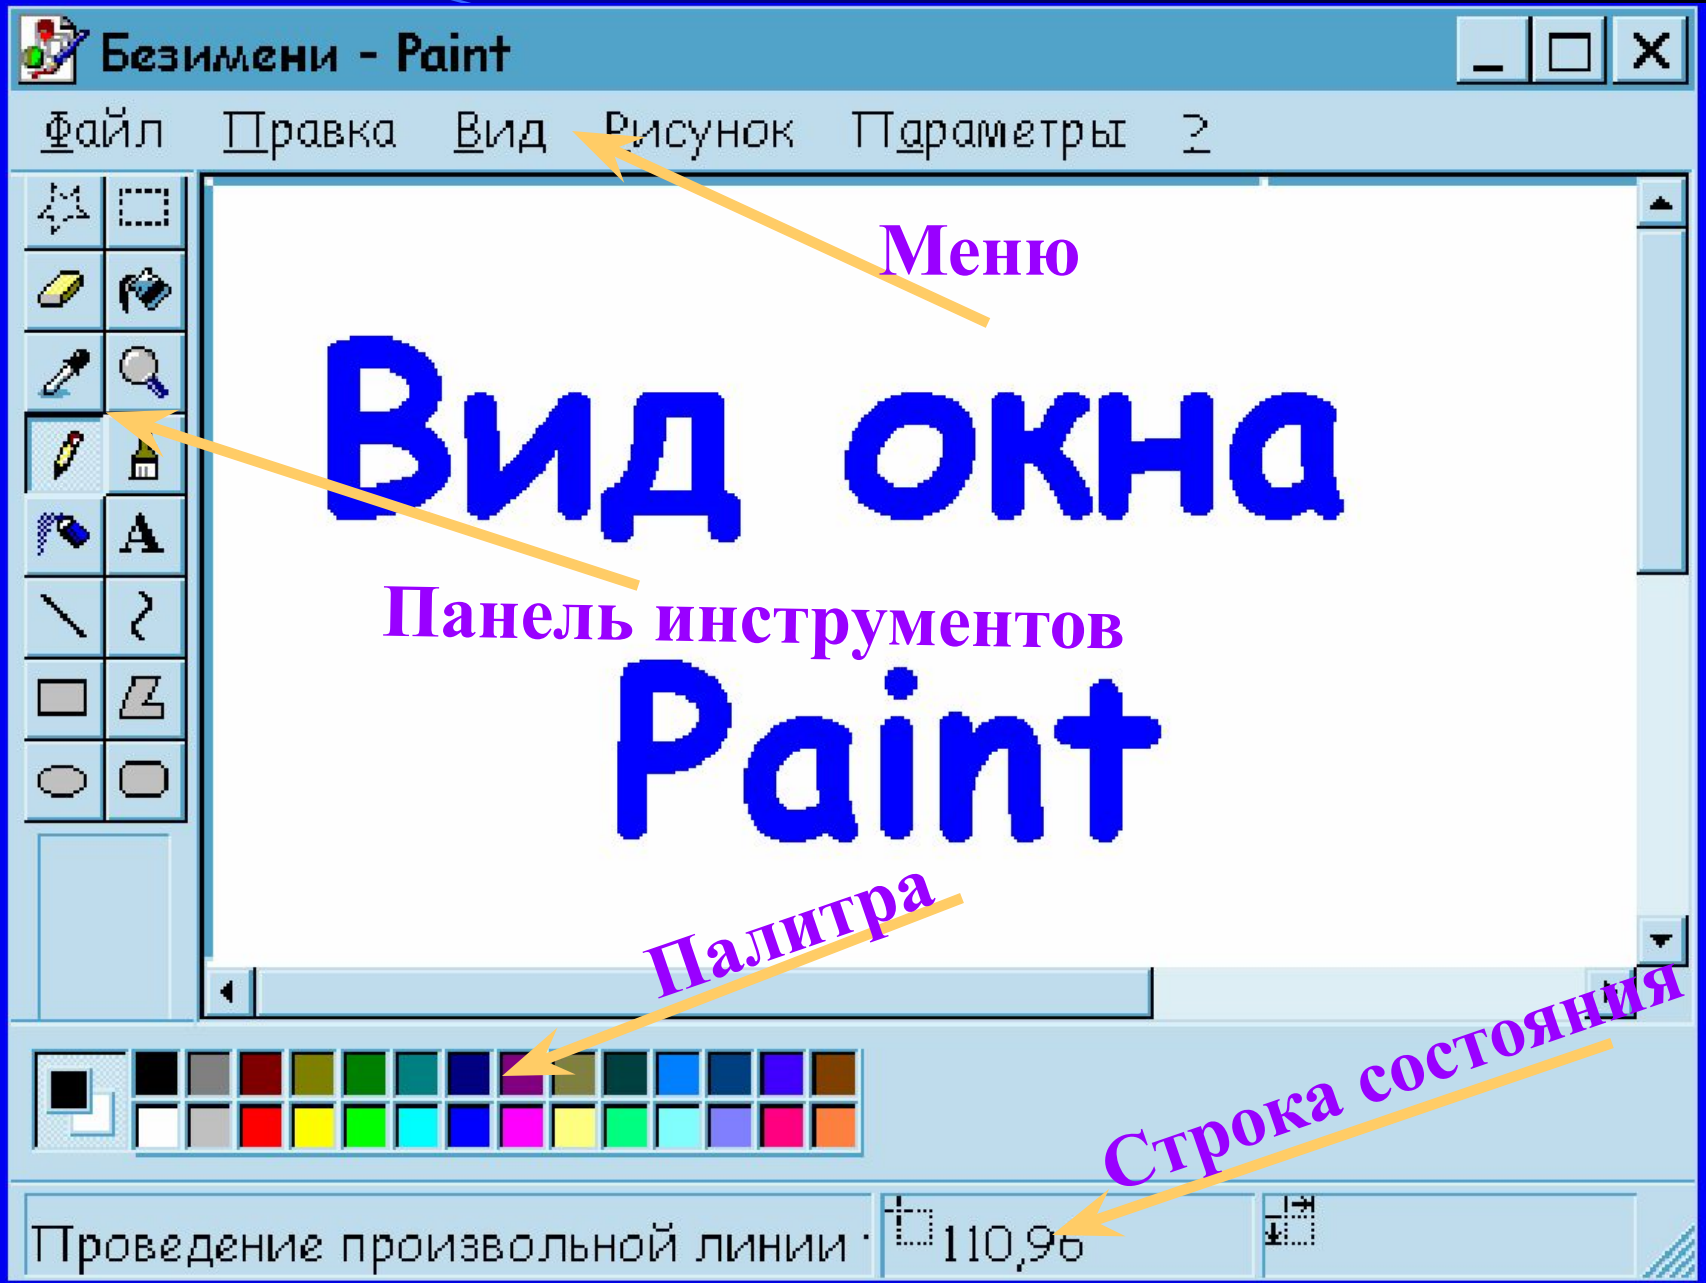 Безимени - Paint
Файл Правка Вид Рисунок Параметры ?
Меню
Вид окна
A
Панель инструментов
Paint
Палитра
Строка состояния
Проведение произвольной линии
110,96